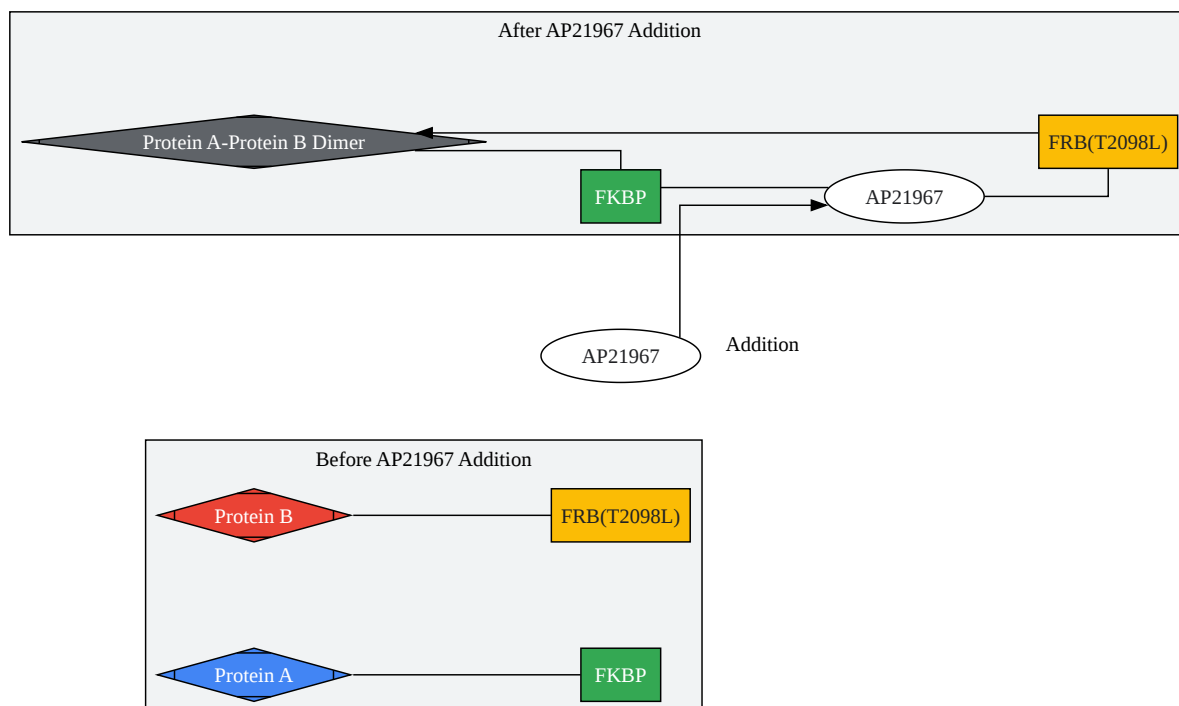 After AP21967 Addition
Protein A-Protein B Dimer
FRB(T2098L)
FKBP
AP21967
AP21967
Addition
Before AP21967 Addition
Protein B
FRB(T2098L)
Protein A
FKBP